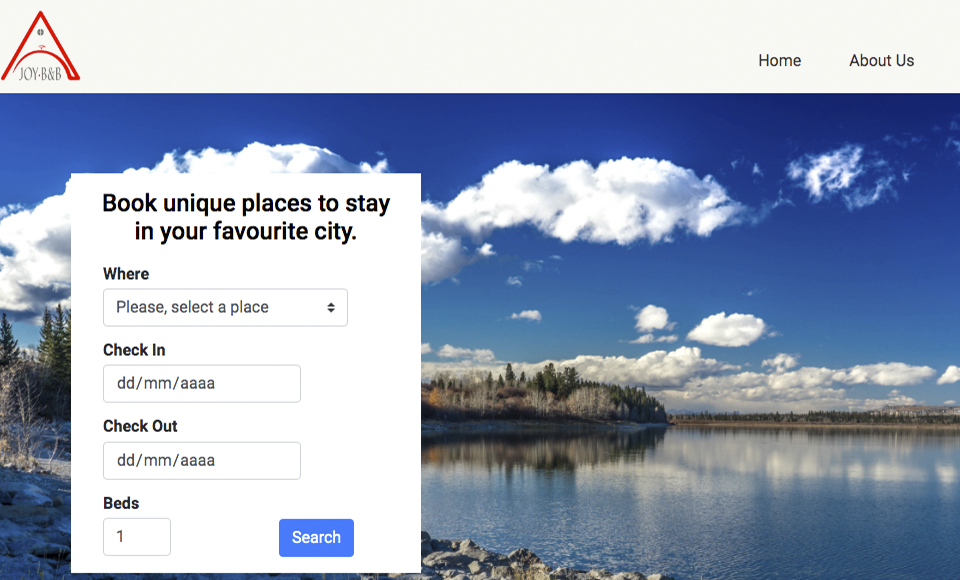 JOY·B&B
Home
About Us
Book unique places to stay
in your favourite city.
Where
Please, select a place
Check In
dd/mm/aaaa
Check Out
dd/mm/aaaa
Beds
1
Search